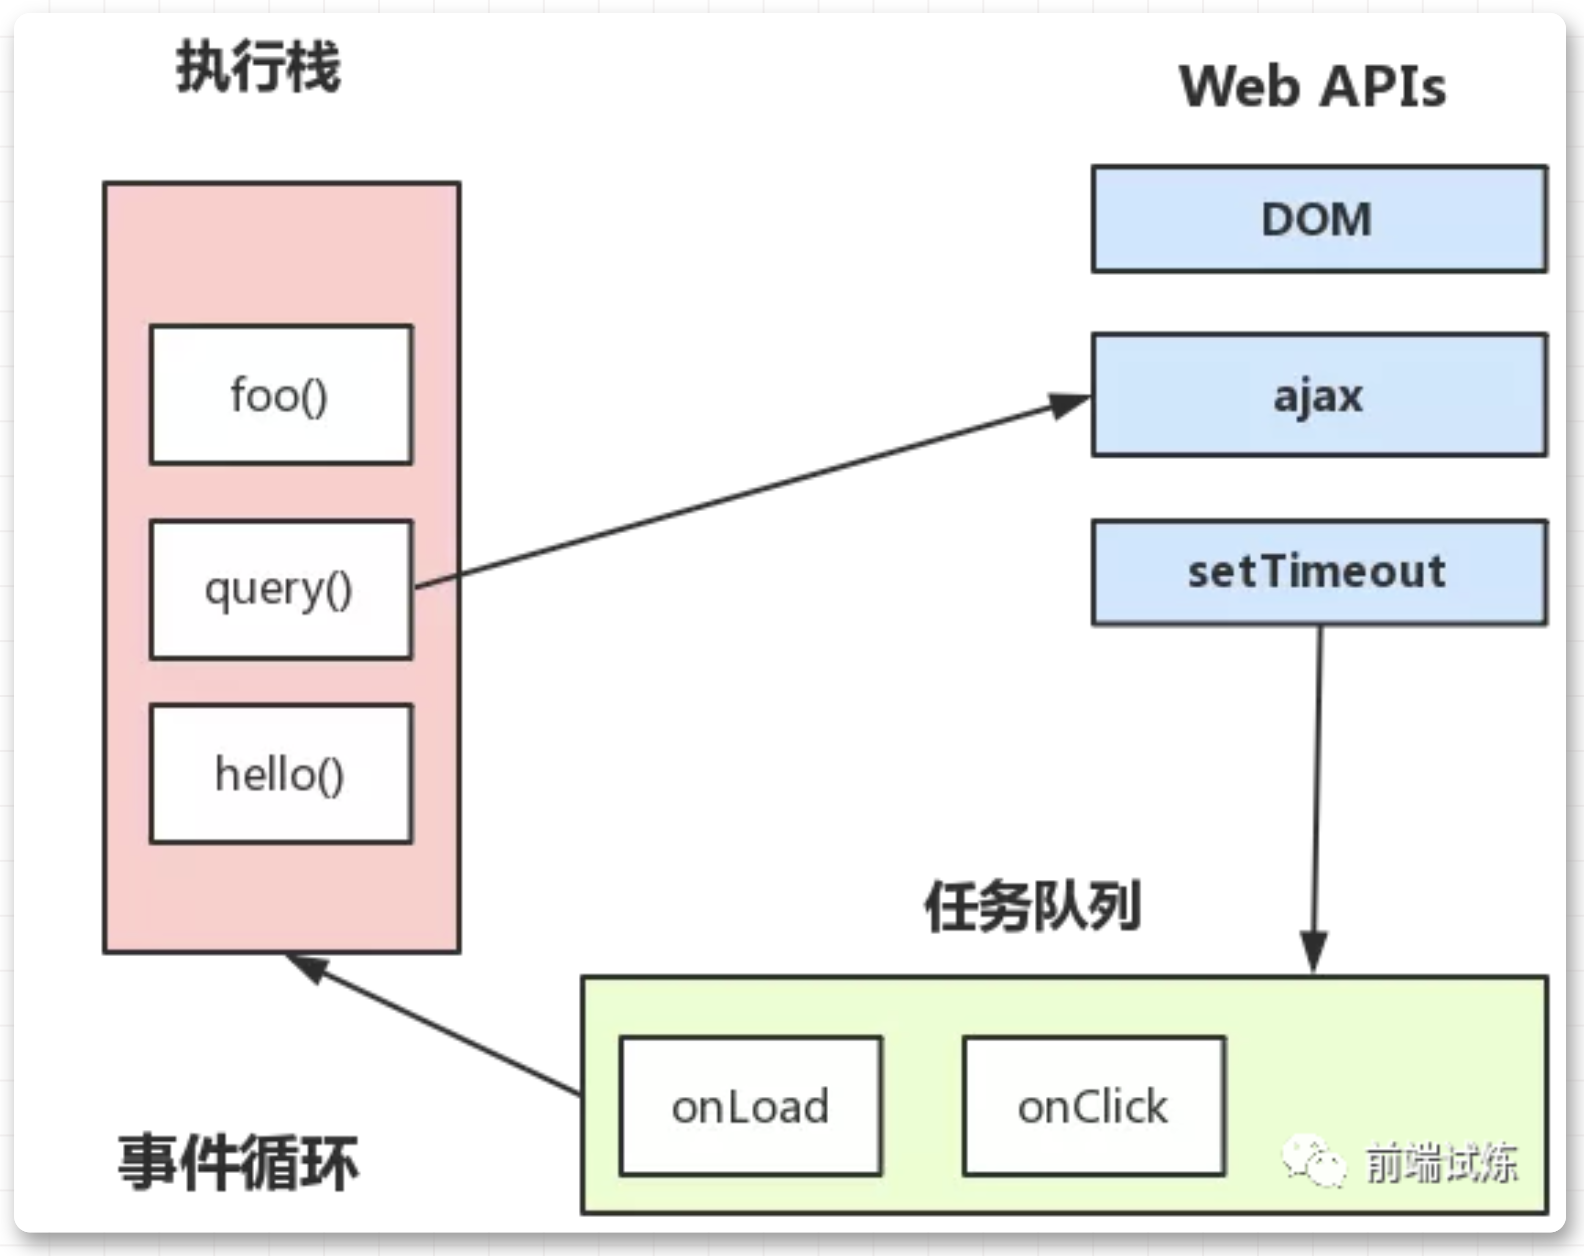 执行栈
Web APIs
DOM
foo()
ajax
query()
setTimeout
hello()
任务队列
onLoad
onClick
事件循环
前端试炼